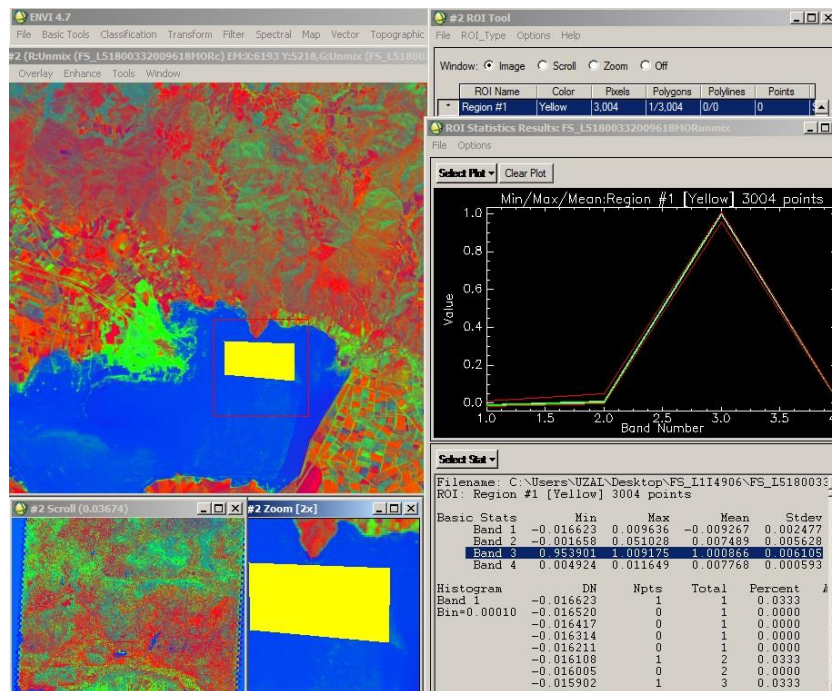 ENVI 4.7
File Basic Tools Classification Transform Filter Spectral Map Vector Topographic
#2 (R:Unmix (FS_L51800332009618MORc) EM:X:6193 Y:5218,G:Unmix (FS_L5180033
Overlay Enhance Tools Window
#2 ROI Tool
File ROI_Type Options Help
Window: Image Scroll Zoom Off
ROI Name Color Pixels Polygons Polylines Points
* Region #1 Yellow 3,004 1/3,004 0/0 0
ROI Statistics Results: FS_L51800332009618MORunmix
File Options
Select Plot Clear Plot
Min/Max/Mean:Region #1 [Yellow] 3004 points
1.0
0.8
0.6
0.4
0.2
0.0
Value
1.0 1.5 2.0 2.5 3.0 3.5 4
Band Number
Select Stat
Filename: C:\Users\UZAL\Desktop\FS_L1I4906\FS_L5180033
ROI: Region #1 [Yellow] 3004 points
Basic Stats Min Max Mean Stdev
Band 1 -0.016623 0.009636 -0.009267 0.002477
Band 2 -0.001658 0.051028 0.007489 0.005628
Band 3 0.953901 1.009175 1.000866 0.006105
Band 4 0.004924 0.011649 0.007768 0.000593
Histogram DN Npts Total Percent
Band 1 -0.016623 1 1 0.0333
Bin=0.00010 -0.016520 0 1 0.0000
-0.016417 0 1 0.0000
-0.016314 0 1 0.0000
-0.016211 0 1 0.0000
-0.016108 1 2 0.0333
-0.016005 0 2 0.0000
-0.015902 1 3 0.0333
#2 Scroll (0.03674)
#2 Zoom [2x]